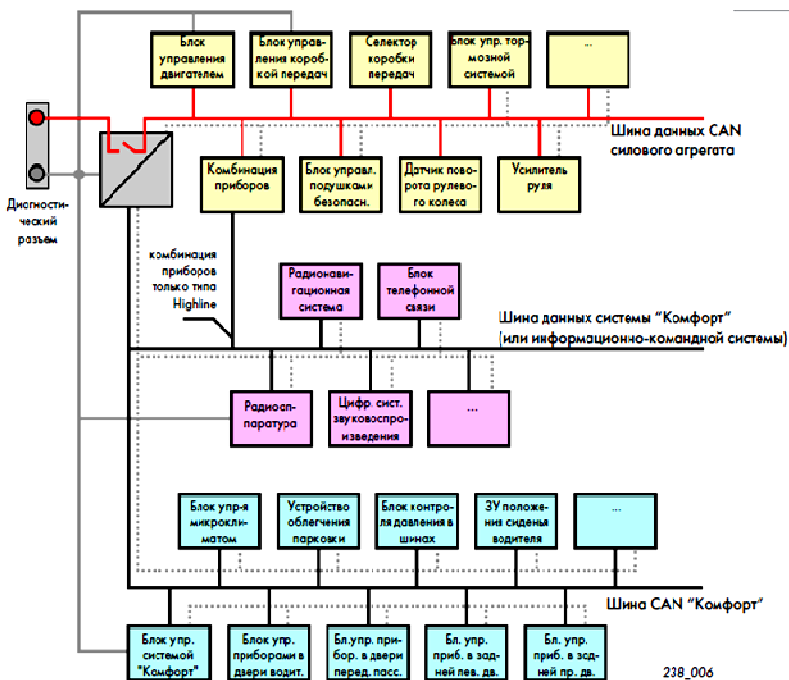 Блок
управления
двигателем
Блок управ-
ления короб-
кой передач
Селектор
коробки
передач
Блок упр. тор-
мозной
системой
...
Шина данных CAN
силового агрегата
Диагности-
ческий
разъем
Комбинация
приборов
Блок управл.
подушками
безопасн.
Датчик пово-
рота рулево-
го колеса
Усилитель
руля
комбинация
приборов
только типа
Highline
Радионави-
гационная
система
Блок
телефонной
связи
Шина данных системы "Комфорт"
(или информационно-командной системы)
Радиоап-
паратура
Цифр. сист.
звуковоспро-
изведения
...
Блок упр-я
микрокли-
матом
Устройство
облегчения
парковки
Блок контро-
ля давления в
шинах
ЗУ положе-
ния сиденья
водителя
...
Шина CAN "Комфорт"
Блок упр.
системой
"Комфорт"
Блок упр.
приборами в
двери водит.
Бл.упр. при-
бор. в двери
перед. пасс.
Бл. упр.
приб. в зад-
ней лев. дв.
Бл. упр.
приб. в зад-
ней пр. дв.
238_006